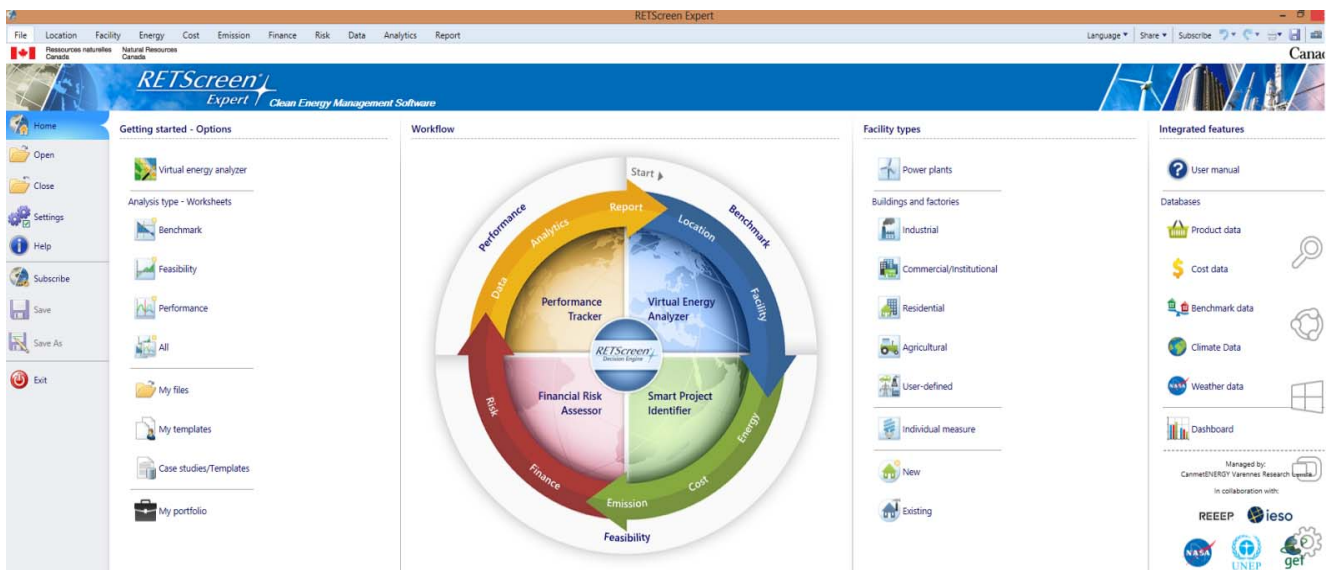 RETScreen Expert
File Location Facility Energy Cost Emission Finance Risk Data Analytics Report Language Share Subscribe
Ressources naturelles Canada
Natural Resources Canada
RETScreen
Expert
Clean Energy Management Software
Home
Open
Close
Settings
Help
Subscribe
Save
Save As
Exit
Getting started - Options
Virtual energy analyzer
Analysis type - Worksheets
Benchmark
Feasibility
Performance
All
My files
My templates
Case studies/Templates
My portfolio
Workflow
Start
Performance
Benchmark
Report
Location
Analytics
Data
Facility
Performance Tracker
Virtual Energy Analyzer
RETScreen
Decision Engine
Financial Risk Assessor
Smart Project Identifier
Risk
Energy
Finance
Cost
Emission
Feasibility
Facility types
Power plants
Buildings and factories
Industrial
Commercial/Institutional
Residential
Agricultural
User-defined
Individual measure
New
Existing
Integrated features
User manual
Databases
Product data
Cost data
Benchmark data
Climate Data
Weather data
Dashboard
Managed by:
CanmetENERGY Varennes Research
In collaboration with:
REEEP ieso
NASA UNEP gef